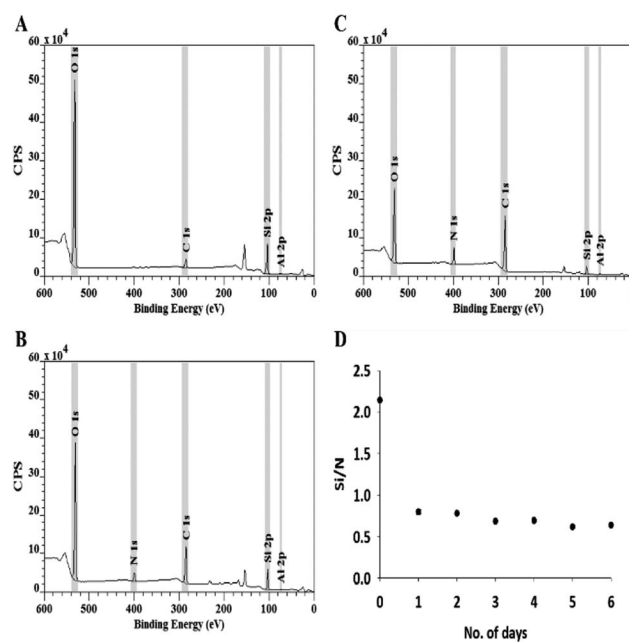 A
60 x 10⁴
50
40
30
20
10
0
CPS
O 1s
C 1s
Si 2p
Al 2p
600 500 400 300 200 100 0
Binding Energy (eV)
C
60 x 10⁴
50
40
30
20
10
0
CPS
O 1s
N 1s
C 1s
Si 2p
Al 2p
600 500 400 300 200 100 0
Binding Energy (eV)
B
60 x 10⁴
50
40
30
20
10
0
CPS
O 1s
N 1s
C 1s
Si 2p
Al 2p
600 500 400 300 200 100 0
Binding Energy (eV)
D
2.5
2.0
1.5
1.0
0.5
0.0
Si/N
0 1 2 3 4 5 6
No. of days